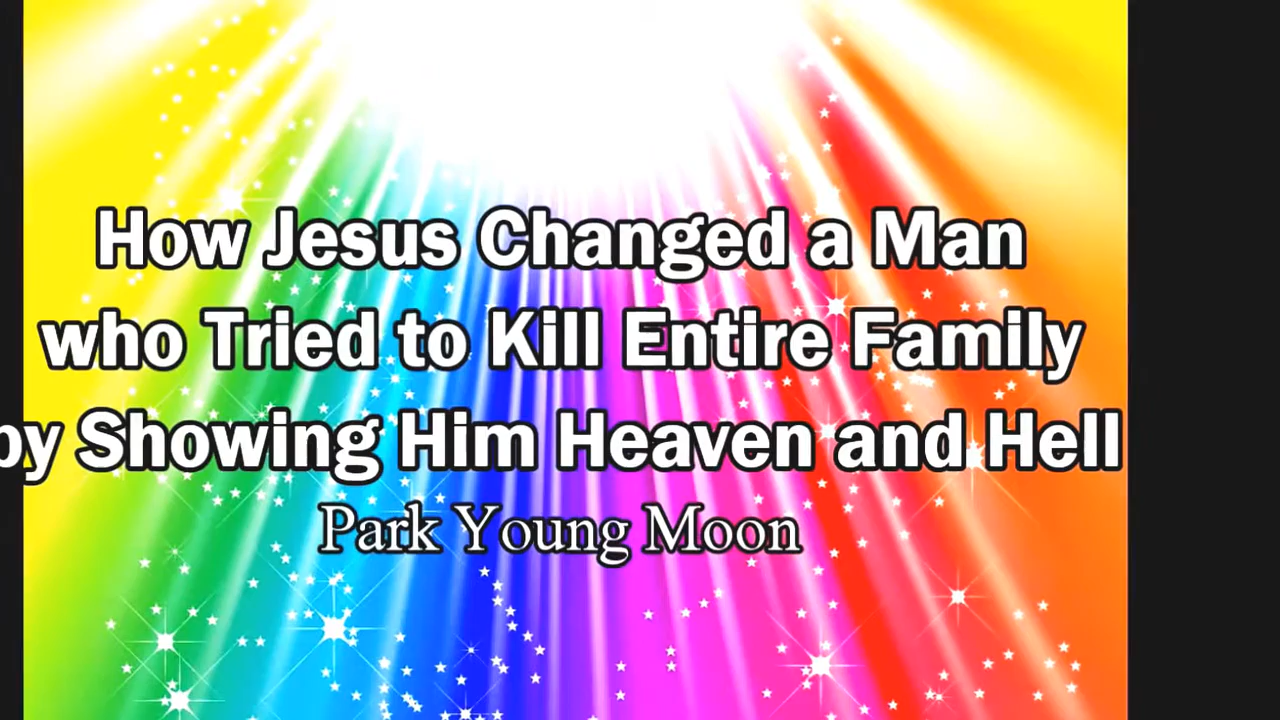 How Jesus Changed a Man
who Tried to Kill Entire Family
by Showing Him Heaven and Hell
Park Young Moon